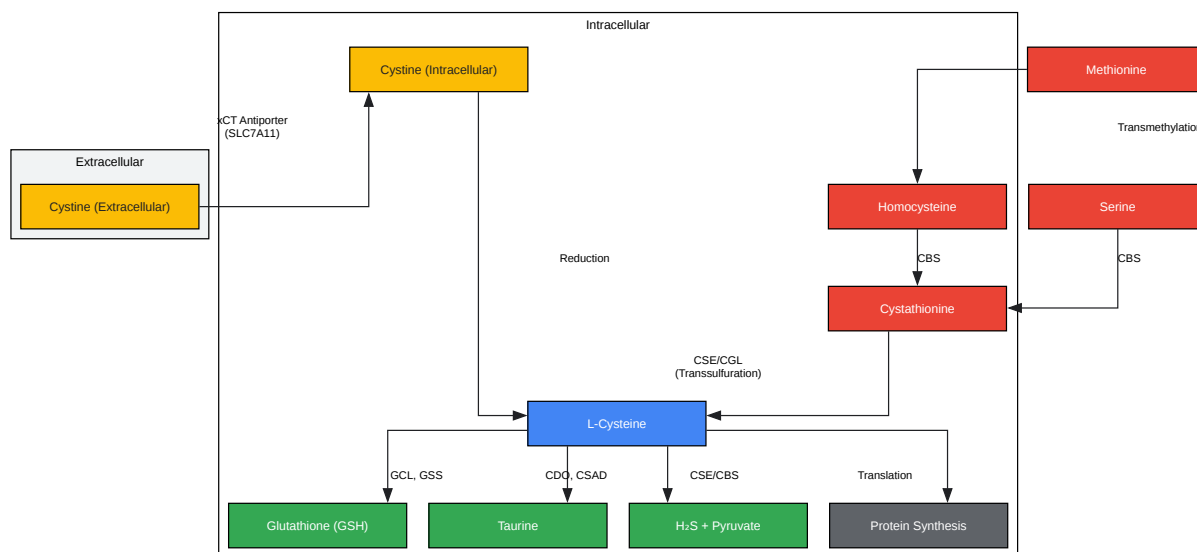 Intracellular
Cystine (Intracellular)
Methionine
xCT Antiporter
(SLC7A11)
Transmethylation
Extracellular
Cystine (Extracellular)
Homocysteine
Serine
Reduction
CBS
CBS
Cystathionine
CSE/CGL
(Transsulfuration)
L-Cysteine
GCL, GSS
CDO, CSAD
CSE/CBS
Translation
Glutathione (GSH)
Taurine
H₂S + Pyruvate
Protein Synthesis